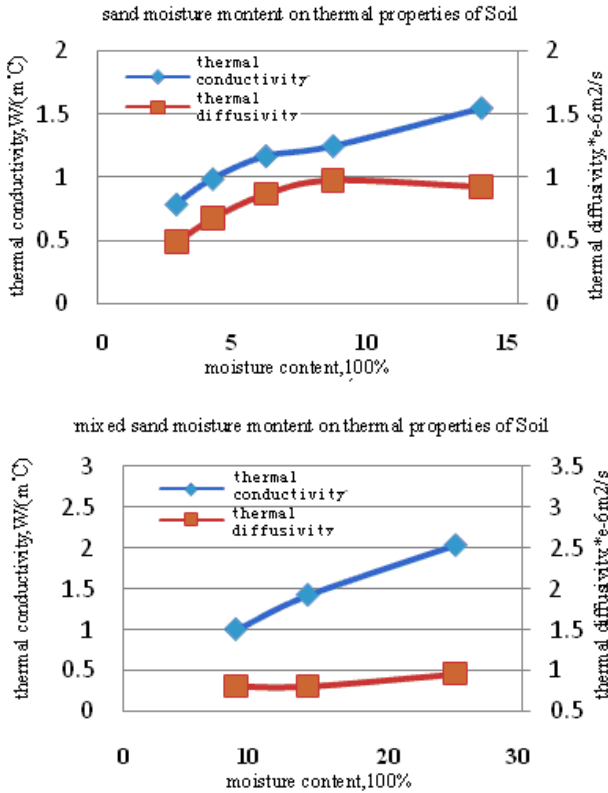 sand moisture montent on thermal properties of Soil
thermal conductivity,W/(m°C)
2
1.5
1
0.5
0
thermal
conductivity
thermal
diffusivity
2
1.5
1
0.5
0
thermal diffusivity,*e-6m2/s
0 5 10 15
moisture content,100%
mixed sand moisture montent on thermal properties of Soil
thermal conductivity,W/(m°C)
3
2.5
2
1.5
1
0.5
0
thermal
conductivity
thermal
diffusivity
3.5
3
2.5
2
1.5
1
0.5
thermal diffusivity,*e-6m2/s
0 10 20 30
moisture content,100%